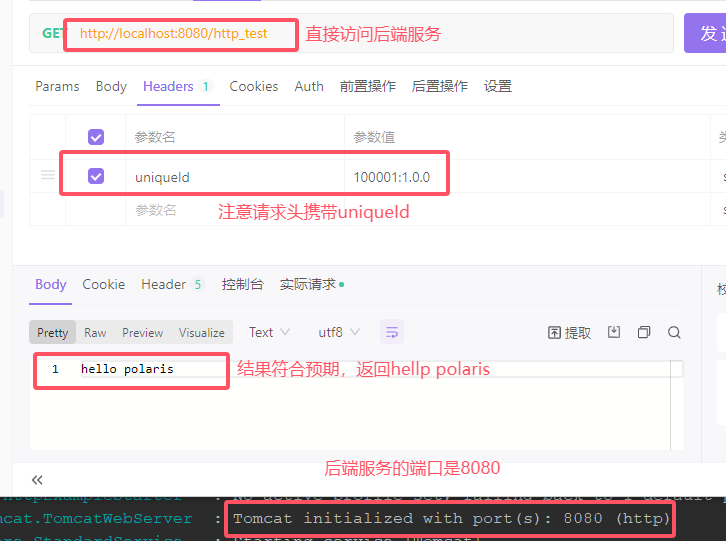 GET http://localhost:8080/http_test 直接访问后端服务 发送
Params Body Headers 1 Cookies Auth 前置操作 后置操作 设置
参数名 参数值
uniqueId 100001:1.0.0
参数名 注意请求头携带uniqueId
Body Cookie Header 5 控制台 实际请求
Pretty Raw Preview Visualize Text utf8 提取
1 hello polaris 结果符合预期，返回hellp polaris
后端服务的端口是8080
mcat.TomcatWebServer : Tomcat initialized with port(s): 8080 (http)